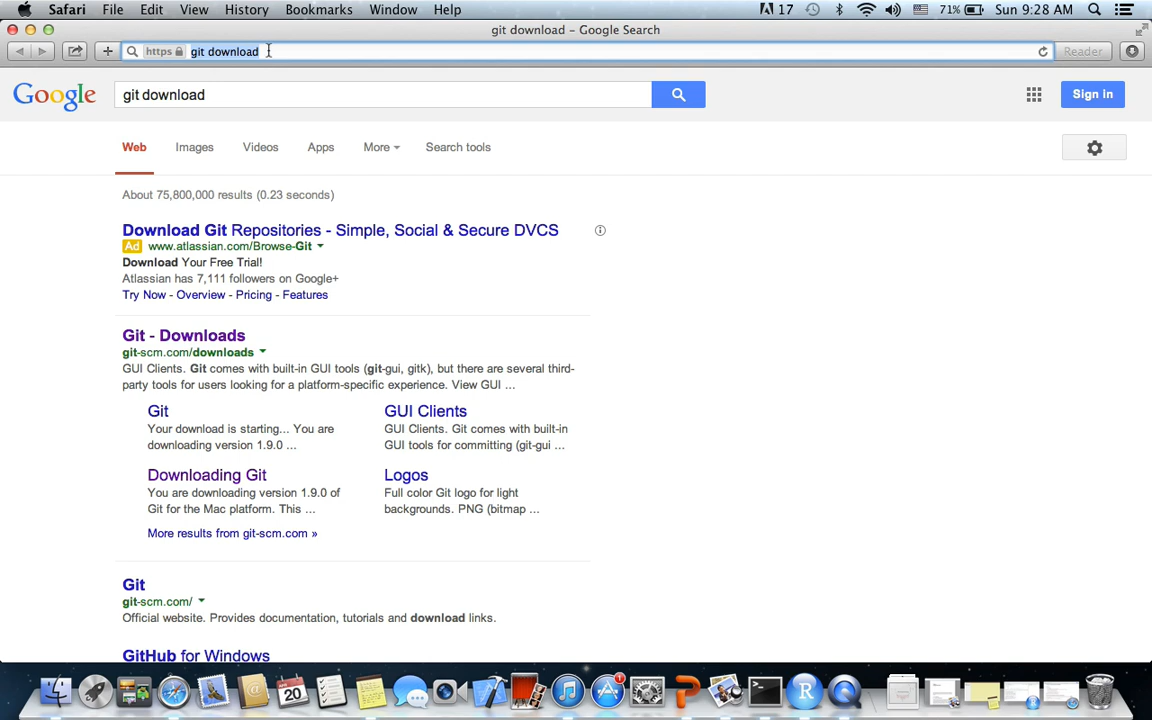 Safari File Edit View History Bookmarks Window Help 17 71% Sun 9:28 AM
git download – Google Search
https git download Reader
Google git download Sign in
Web Images Videos Apps More Search tools
About 75,800,000 results (0.23 seconds)
Download Git Repositories - Simple, Social & Secure DVCS
Ad www.atlassian.com/Browse-Git
Download Your Free Trial!
Atlassian has 7,111 followers on Google+
Try Now - Overview - Pricing - Features
Git - Downloads
git-scm.com/downloads
GUI Clients. Git comes with built-in GUI tools (git-gui, gitk), but there are several third-
party tools for users looking for a platform-specific experience. View GUI ...
Git
Your download is starting... You are
downloading version 1.9.0 ...
GUI Clients
GUI Clients. Git comes with built-in
GUI tools for committing (git-gui ...
Downloading Git
You are downloading version 1.9.0 of
Git for the Mac platform. This ...
Logos
Full color Git logo for light
backgrounds. PNG (bitmap ...
More results from git-scm.com »
Git
git-scm.com/
Official website. Provides documentation, tutorials and download links.
GitHub for Windows
20
1
R